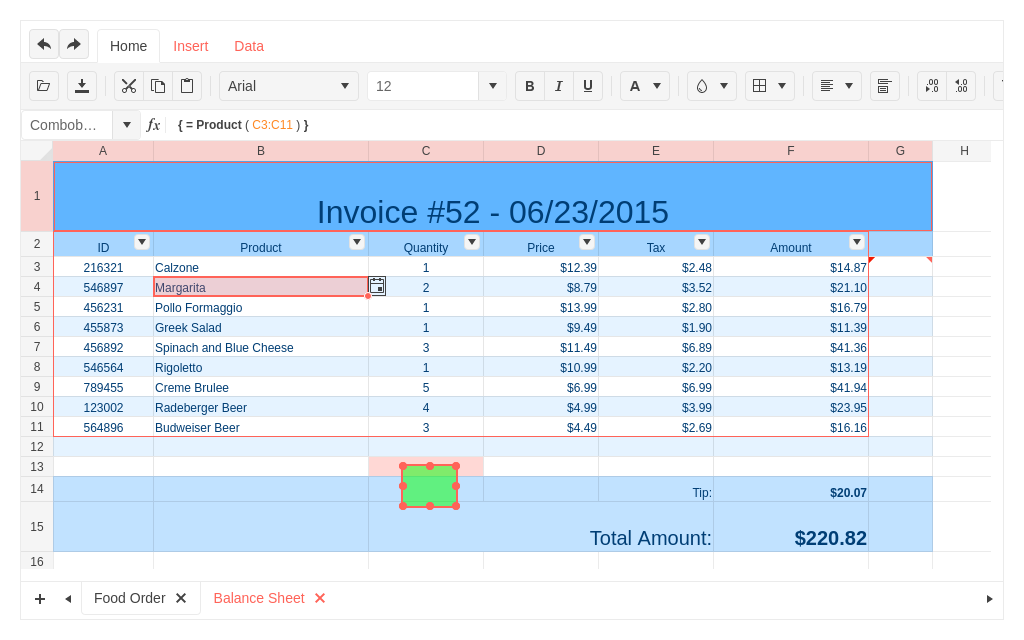 Home Insert Data
Arial 12 B I U A .00 .0 .0 .00
Combob… fx { = Product ( C3:C11 ) }
A B C D E F G H
1 Invoice #52 - 06/23/2015
2 ID Product Quantity Price Tax Amount
3 216321 Calzone 1 $12.39 $2.48 $14.87
4 546897 Margarita 2 $8.79 $3.52 $21.10
5 456231 Pollo Formaggio 1 $13.99 $2.80 $16.79
6 455873 Greek Salad 1 $9.49 $1.90 $11.39
7 456892 Spinach and Blue Cheese 3 $11.49 $6.89 $41.36
8 546564 Rigoletto 1 $10.99 $2.20 $13.19
9 789455 Creme Brulee 5 $6.99 $6.99 $41.94
10 123002 Radeberger Beer 4 $4.99 $3.99 $23.95
11 564896 Budweiser Beer 3 $4.49 $2.69 $16.16
12
13
14 Tip: $20.07
15 Total Amount: $220.82
16
Food Order Balance Sheet